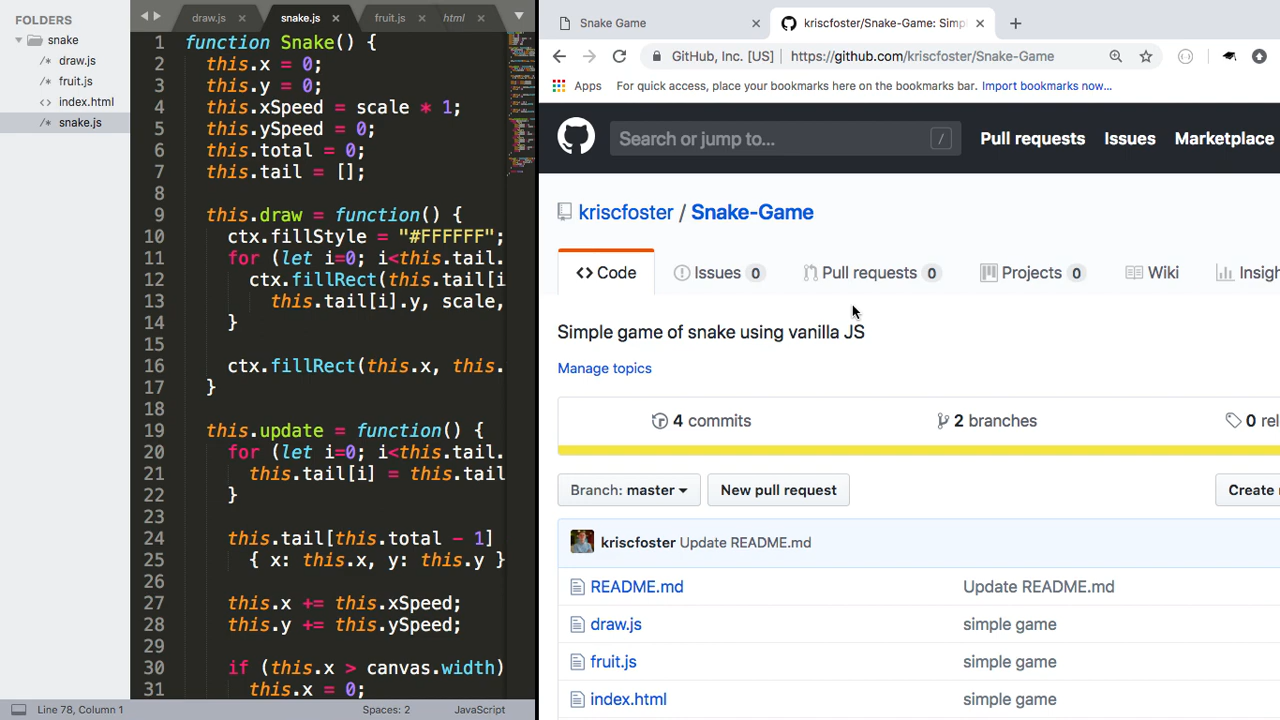 FOLDERS
snake
/* draw.js
/* fruit.js
<> index.html
/* snake.js
draw.js
snake.js
fruit.js
html
1 function Snake() {
2 this.x = 0;
3 this.y = 0;
4 this.xSpeed = scale * 1;
5 this.ySpeed = 0;
6 this.total = 0;
7 this.tail = [];
8
9 this.draw = function() {
10 ctx.fillStyle = "#FFFFFF";
11 for (let i=0; i<this.tail.
12 ctx.fillRect(this.tail[i
13 this.tail[i].y, scale,
14 }
15
16 ctx.fillRect(this.x, this.
17 }
18
19 this.update = function() {
20 for (let i=0; i<this.tail.
21 this.tail[i] = this.tail
22 }
23
24 this.tail[this.total - 1]
25 { x: this.x, y: this.y }
26
27 this.x += this.xSpeed;
28 this.y += this.ySpeed;
29
30 if (this.x > canvas.width)
31 this.x = 0;
Line 78, Column 1
Spaces: 2
JavaScript
Snake Game
kriscfoster/Snake-Game: Simpl
GitHub, Inc. [US] https://github.com/kriscfoster/Snake-Game
Apps For quick access, place your bookmarks here on the bookmarks bar. Import bookmarks now...
Search or jump to... / Pull requests Issues Marketplace
kriscfoster / Snake-Game
<> Code Issues 0 Pull requests 0 Projects 0 Wiki Insigh
Simple game of snake using vanilla JS
Manage topics
4 commits 2 branches 0 rel
Branch: master New pull request Create
kriscfoster Update README.md
README.md Update README.md
draw.js simple game
fruit.js simple game
index.html simple game